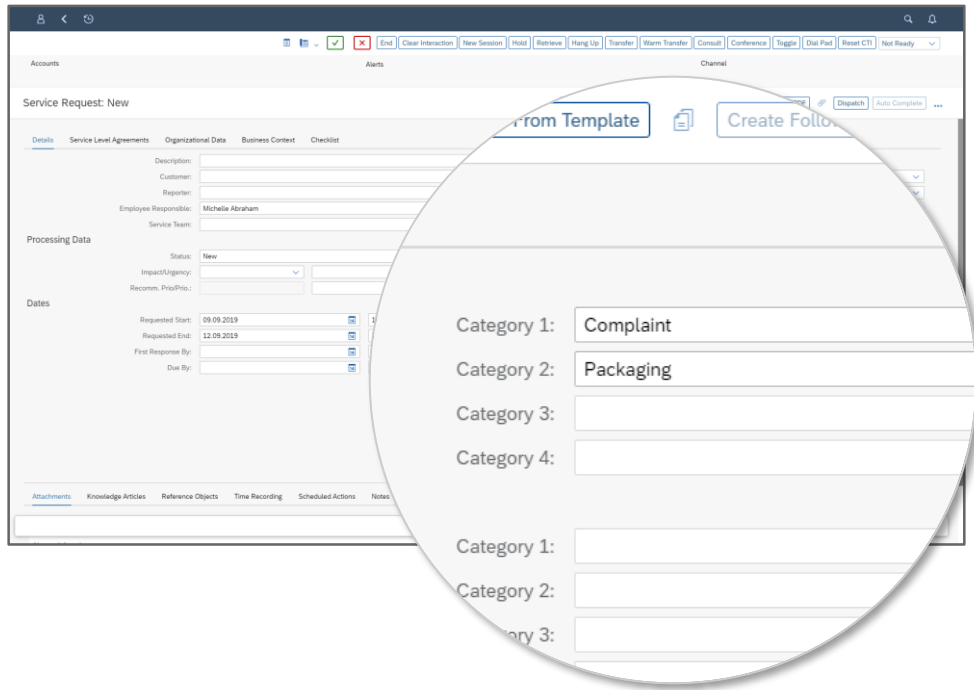 End Clear Interaction New Session Hold Retrieve Hang Up Transfer Warm Transfer Consult Conference Toggle Dial Pad Reset CTI Not Ready
Accounts Alerts Channel
Service Request: New
Dispatch Auto Complete ...
From Template Create Follo
Details Service Level Agreements Organizational Data Business Context Checklist
Description:
Customer:
Reporter:
Employee Responsible: Michelle Abraham
Service Team:
Processing Data
Status: New
Impact/Urgency:
Recomm. Prio/Prio.:
Dates
Requested Start: 09.09.2019
Requested End: 12.09.2019
First Response By:
Due By:
Category 1: Complaint
Category 2: Packaging
Category 3:
Category 4:
Category 1:
Category 2:
ory 3:
Attachments Knowledge Articles Reference Objects Time Recording Scheduled Actions Notes